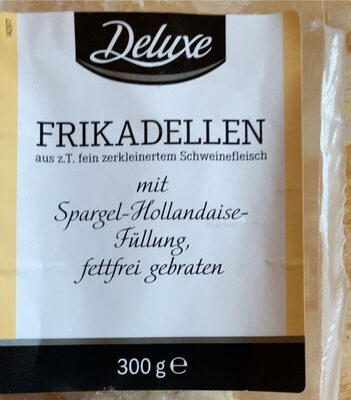 Deluxe
FRIKADELLEN
aus z.T. fein zerkleinertem Schweinefleisch
mit
Spargel-Hollandaise-
Füllung,
fettfrei gebraten
300 g ℮